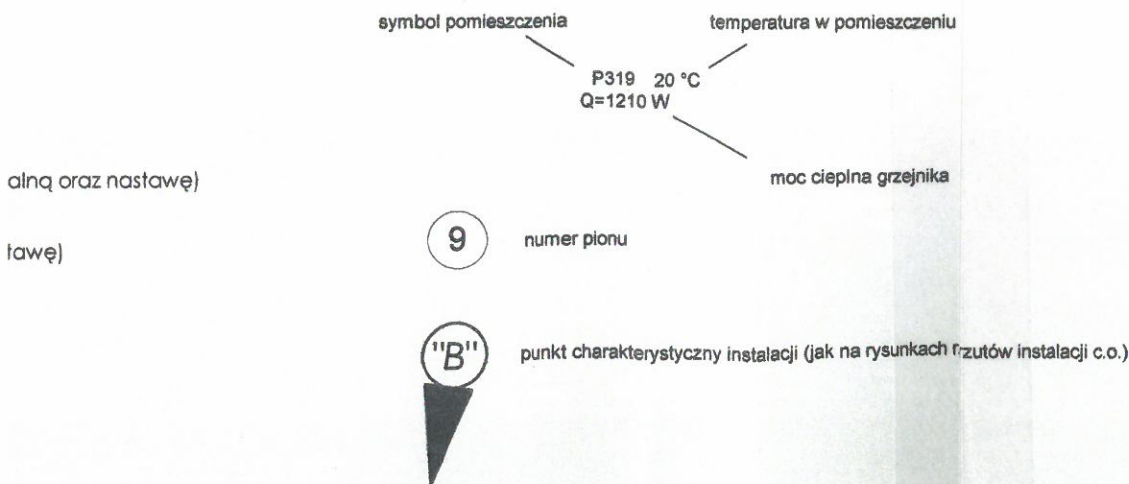 symbol pomieszczenia temperatura w pomieszczeniu
P319 20 °C
Q=1210 W
moc cieplna grzejnika
alną oraz nastawę)
9 numer pionu
tawę)
"B" punkt charakterystyczny instalacji (jak na rysunkach rzutów instalacji c.o.)